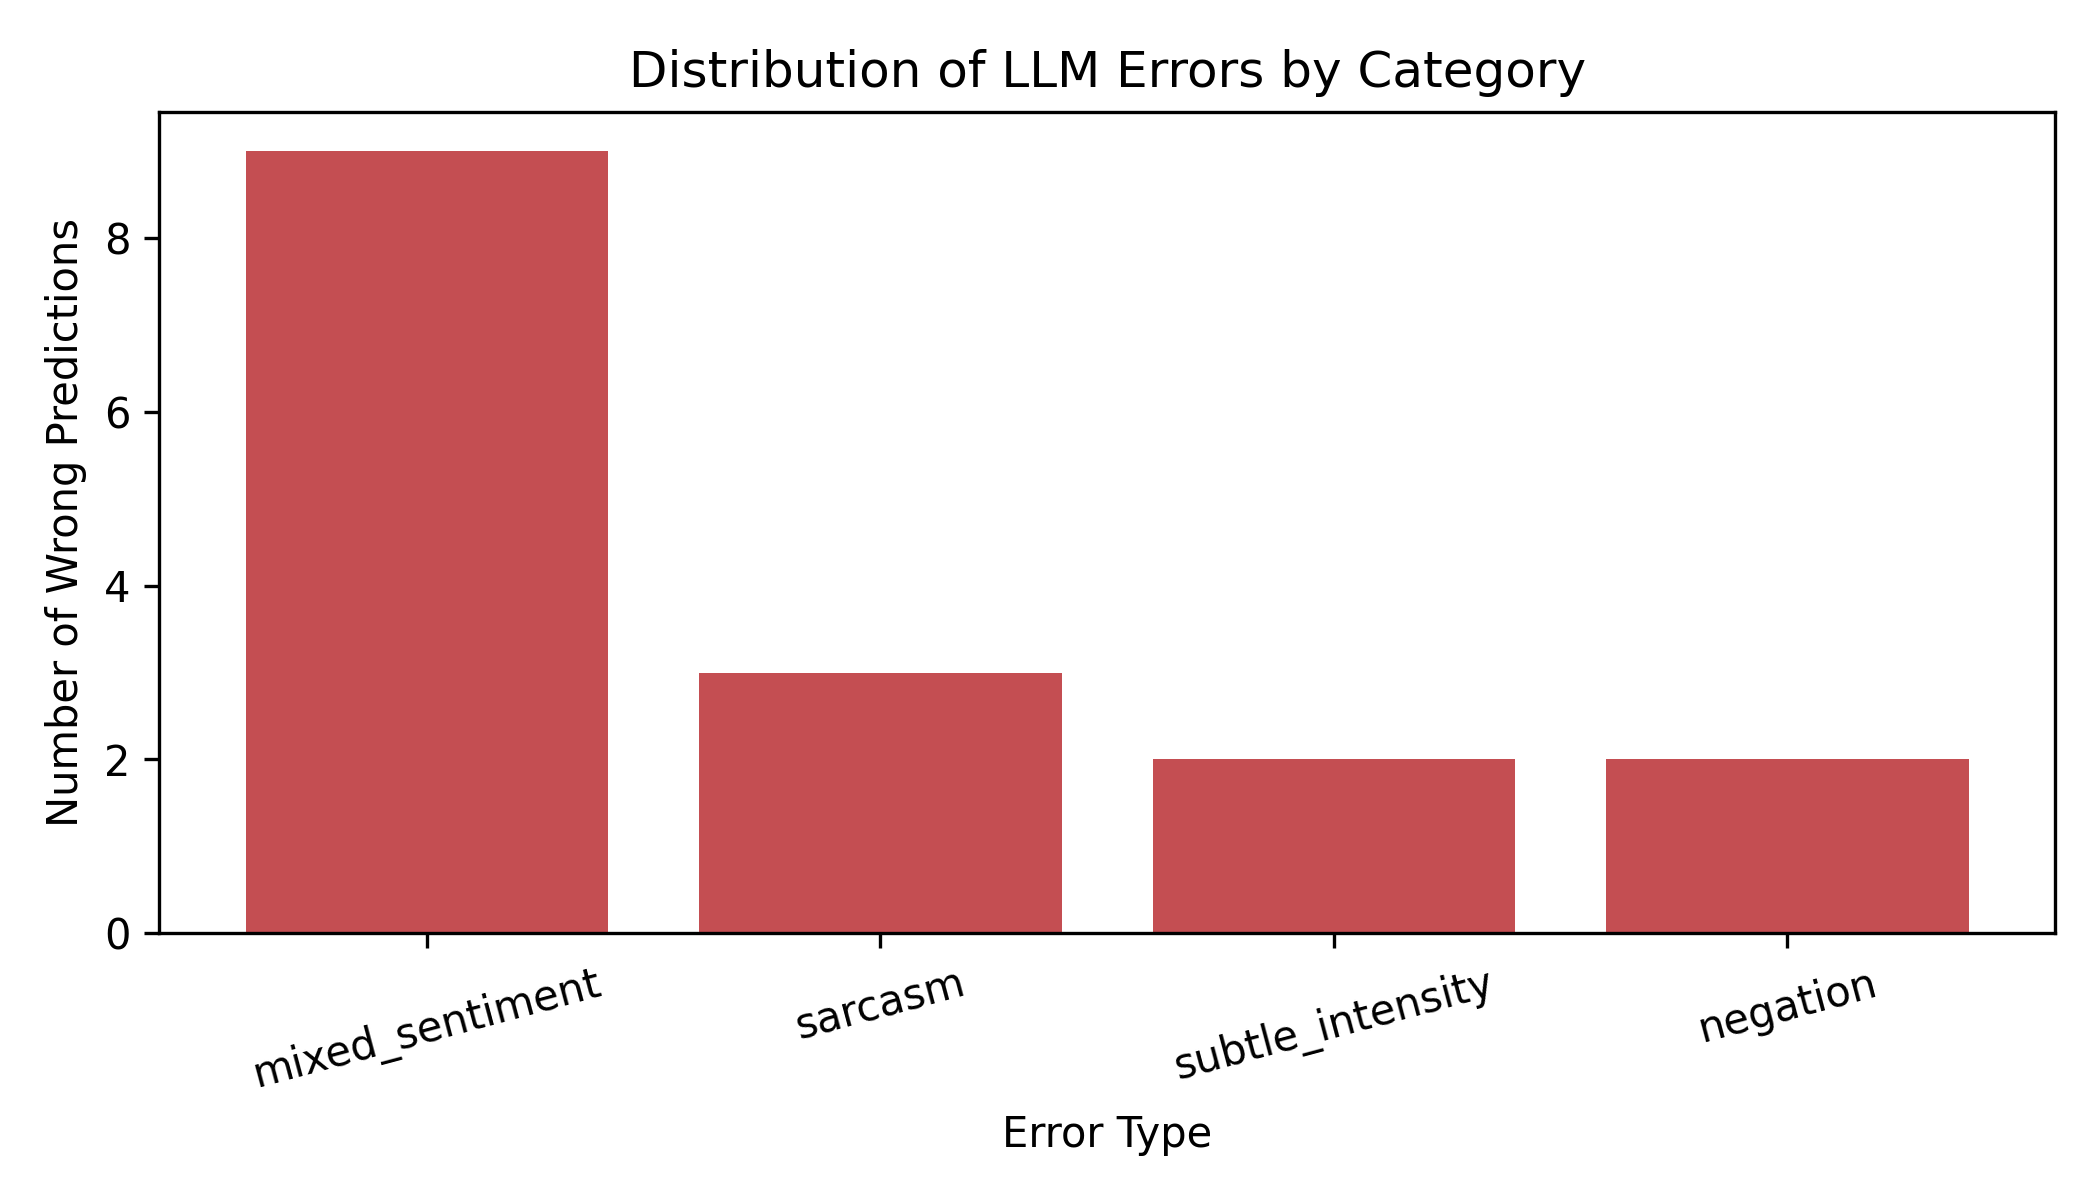 Distribution of LLM Errors by Category
Number of Wrong Predictions
8
6
4
2
0
mixed_sentiment
sarcasm
subtle_intensity
negation
Error Type